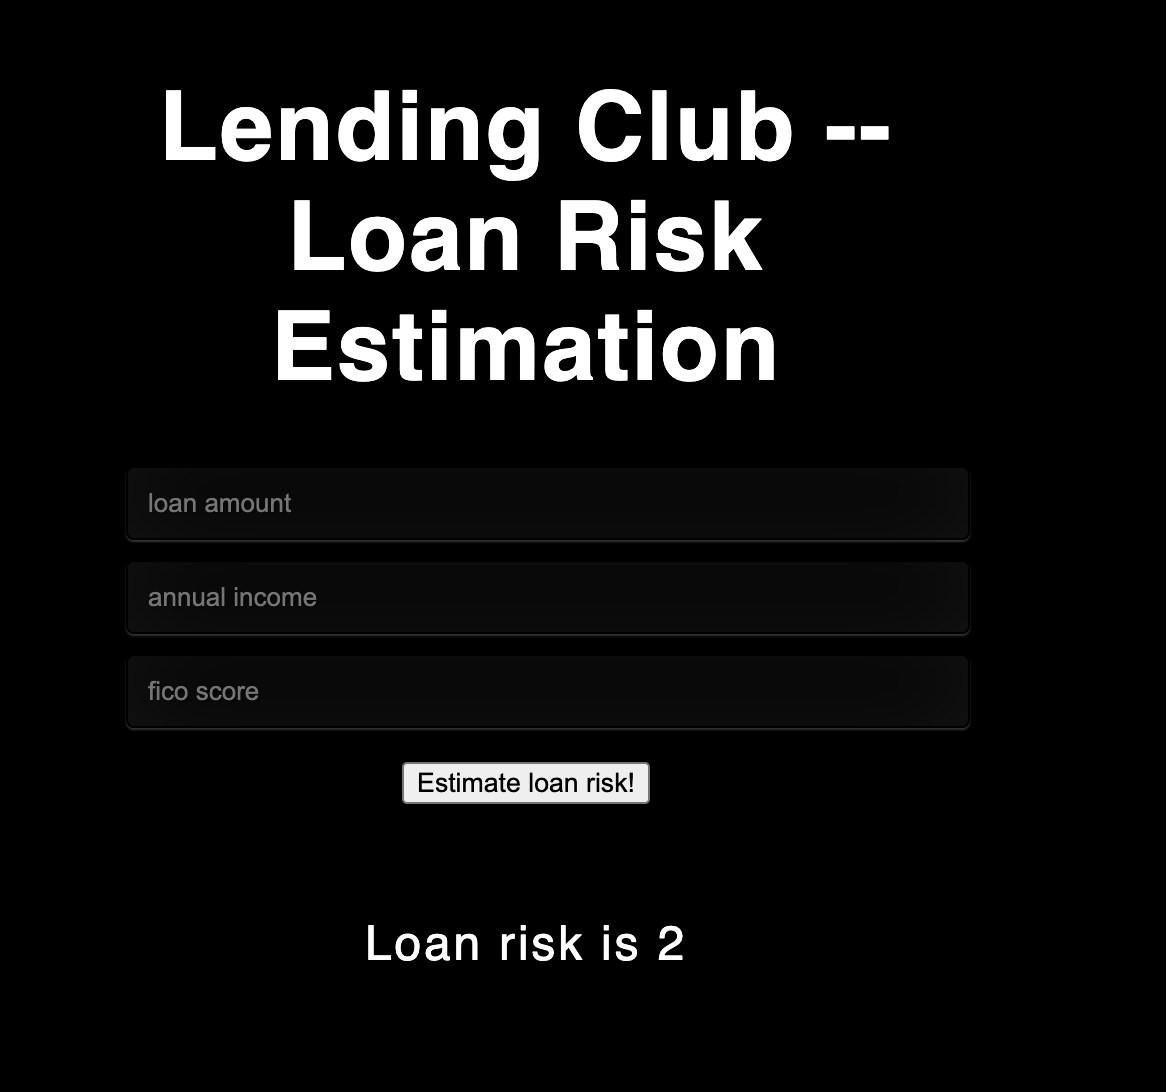 Lending Club --
Loan Risk
Estimation
loan amount
annual income
fico score
Estimate loan risk!
Loan risk is 2